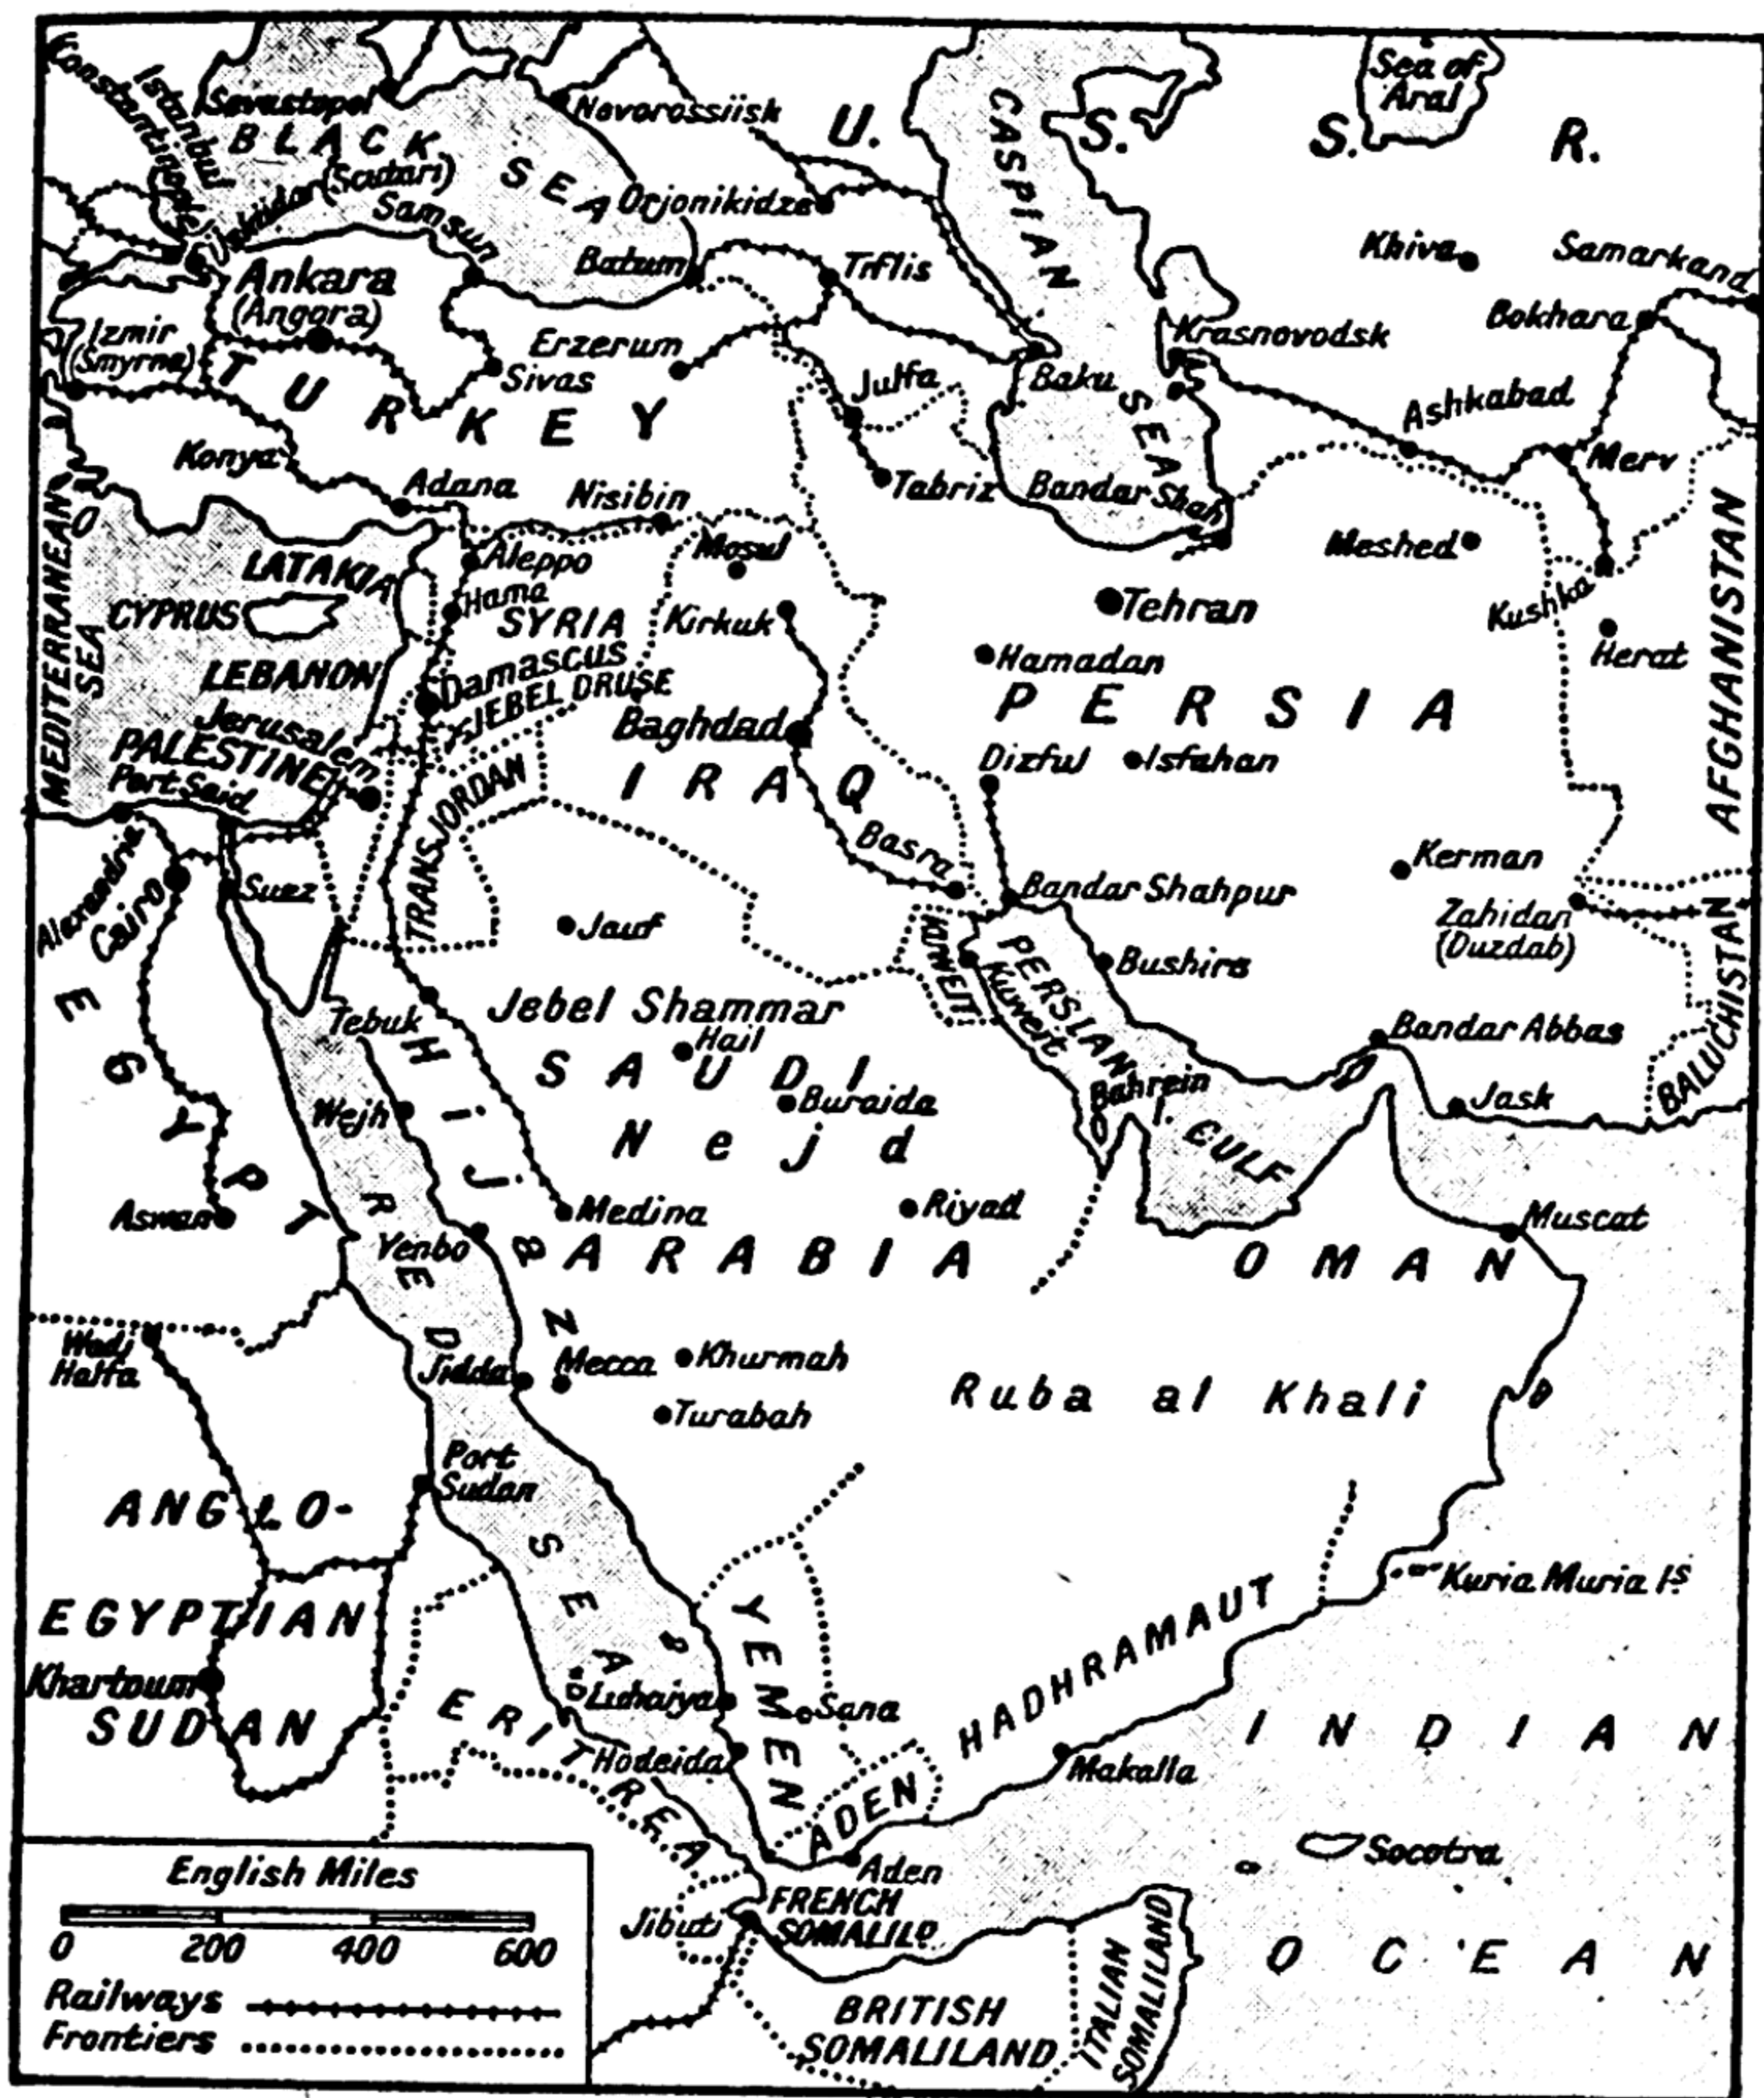 Constantinople
Istanbul
Sevastopol
Novorossiisk
U. S. S. R.
Sea of
Aral
BLACK SEA
CASPIAN SEA
(Scutari)
Samsun
Orjonikidze
Batum
Tiflis
Khiva
Samarkand
Bokhara
Ankara
(Angora)
Izmir
(Smyrna)
Erzerum
Sivas
TURKEY
Julfa
Baku
Krasnovodsk
Ashkabad
Merv
Konya
Adana
Nisibin
Tabriz
Bandar Shah
MEDITERRANEAN
SEA
LATAKIA
Aleppo
Mosul
Meshed
Kushka
AFGHANISTAN
CYPRUS
Hama
SYRIA
Kirkuk
Tehran
Herat
LEBANON
Damascus
JEBEL DRUSE
Hamadan
PERSIA
Jerusalem
PALESTINE
Port Said
Baghdad
IRAQ
Dizful
Isfahan
TRANSJORDAN
Basra
Kerman
Alexandria
Cairo
Suez
Jauf
Bandar Shahpur
Zahidan
(Duzdab)
KUWEIT
Kuweit
PERSIAN GULF
Bushire
BALUCHISTAN
EGYPT
Tebuk
Jebel Shammar
Hail
Bandar Abbas
SAUDI
Buraida
Bahrein
I.
Jask
Wejh
HiJaZ
Nejd
Aswan
Medina
Riyad
Muscat
RED SEA
Yenbo
ARABIA
OMAN
Wadi
Halfa
Jidda
Mecca
Khurmah
Turabah
Ruba al Khali
Port
Sudan
ANGLO-
EGYPTIAN
SUDAN
Kuria Muria Is
Khartoum
YEMEN
HADHRAMAUT
Luhaiya
Sana
ERITREA
Hodeida
INDIAN
OCEAN
Makalla
ADEN
Aden
Socotra
FRENCH
SOMALILD.
Jibuti
BRITISH
SOMALILAND
ITALIAN
SOMALILAND
English Miles
0 200 400 600
Railways
Frontiers